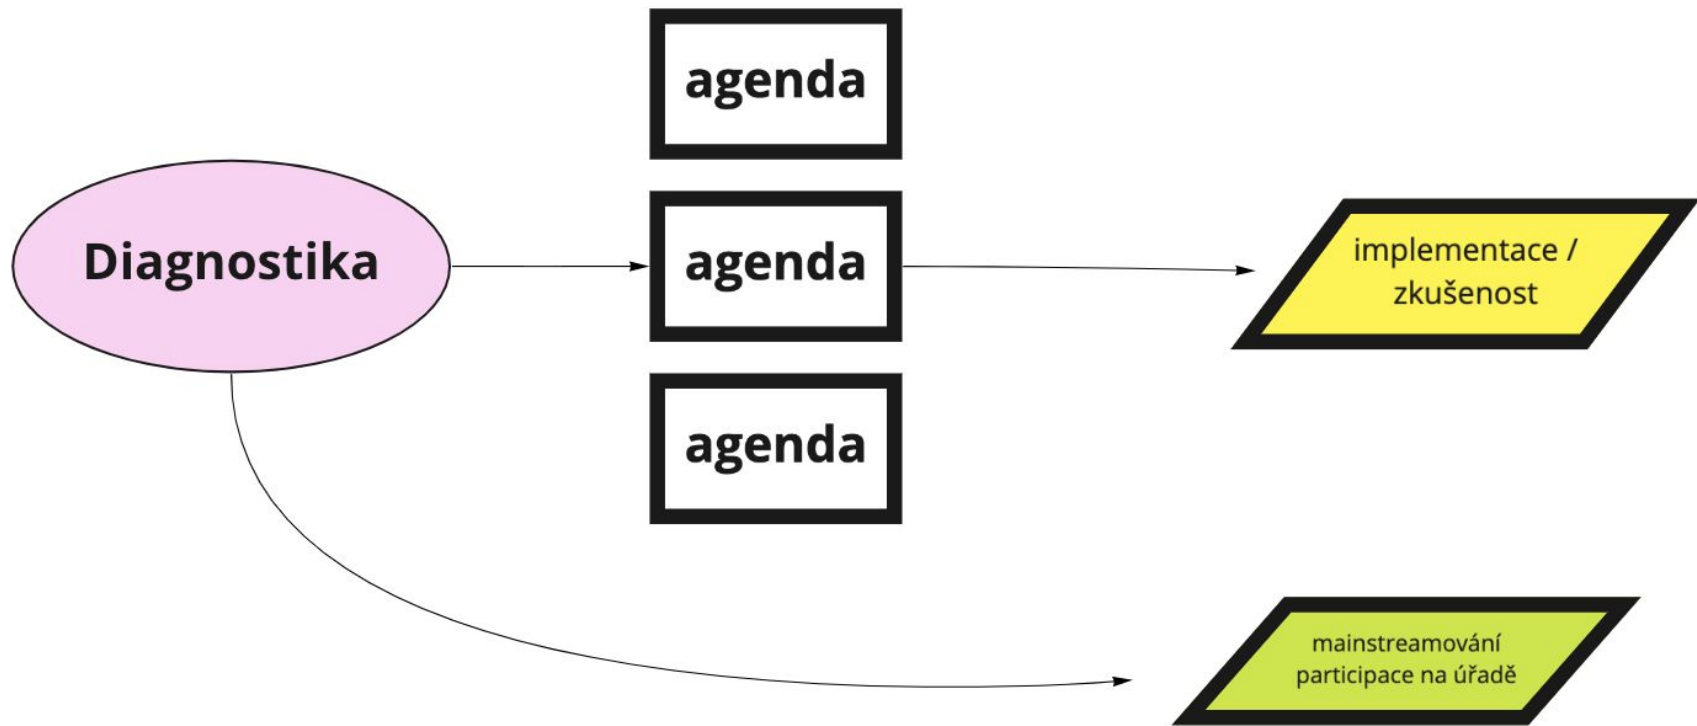 agenda
Diagnostika
agenda
implementace /
zkušenost
agenda
mainstreamování
participace na úřadě